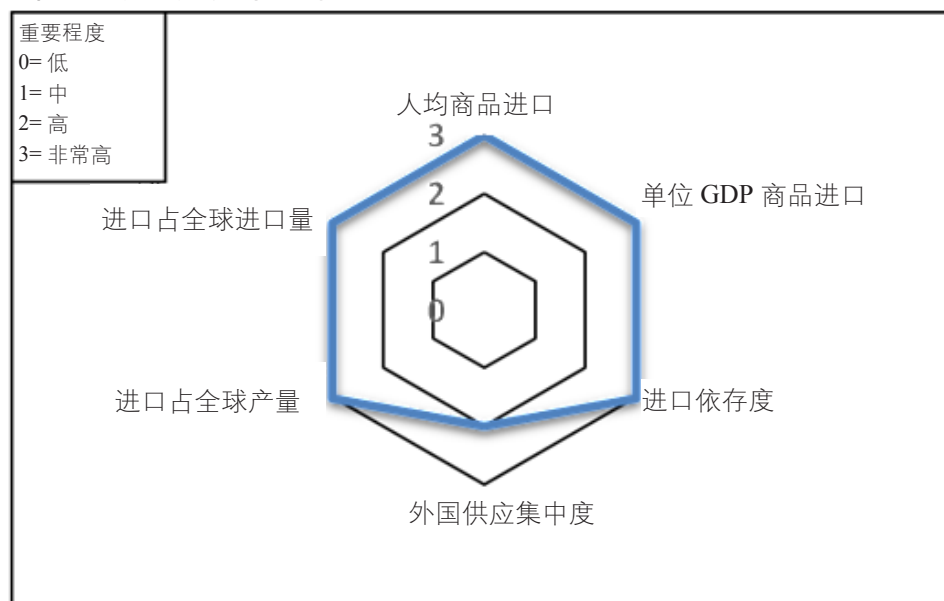 重要程度
0= 低
1= 中
2= 高
3= 非常高
人均商品进口
3
单位 GDP 商品进口
2
进口占全球进口量
1
0
进口占全球产量
进口依存度
外国供应集中度